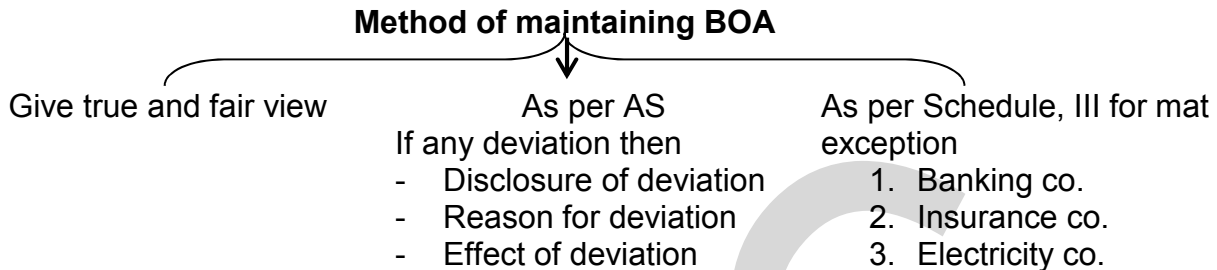 Method of maintaining BOA
Give true and fair view
As per AS
If any deviation then
- Disclosure of deviation
- Reason for deviation
- Effect of deviation
As per Schedule, III for mat
exception
1. Banking co.
2. Insurance co.
3. Electricity co.